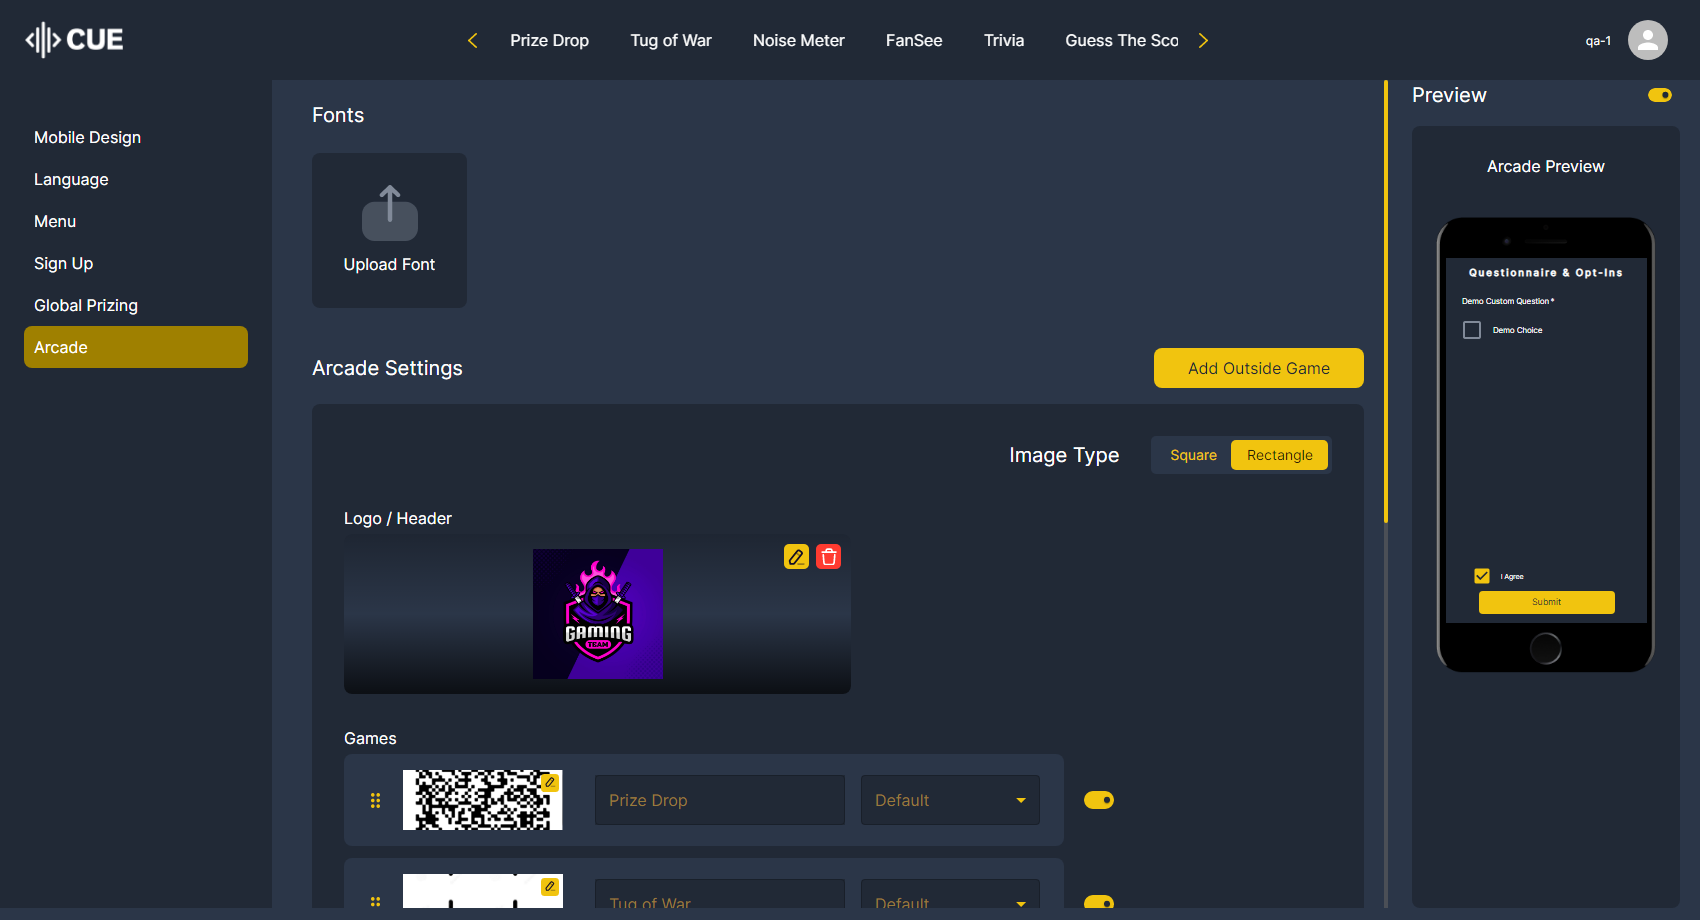 CUE
Prize Drop
Tug of War
Noise Meter
FanSee
Trivia
Guess The Sco
qa-1
Mobile Design
Language
Menu
Sign Up
Global Prizing
Arcade
Fonts
Upload Font
Arcade Settings
Add Outside Game
Image Type
Square
Rectangle
Logo / Header
GAMING
TEAM
Games
Prize Drop
Default
Tug of War
Default
Preview
Arcade Preview
Questionnaire & Opt-Ins
Demo Custom Question *
Demo Choice
I Agree
Submit